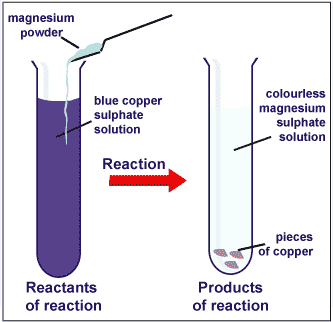 magnesium
powder
blue copper
sulphate
solution
Reaction
Reactants
of reaction
colourless
magnesium
sulphate
solution
pieces
of copper
Products
of reaction